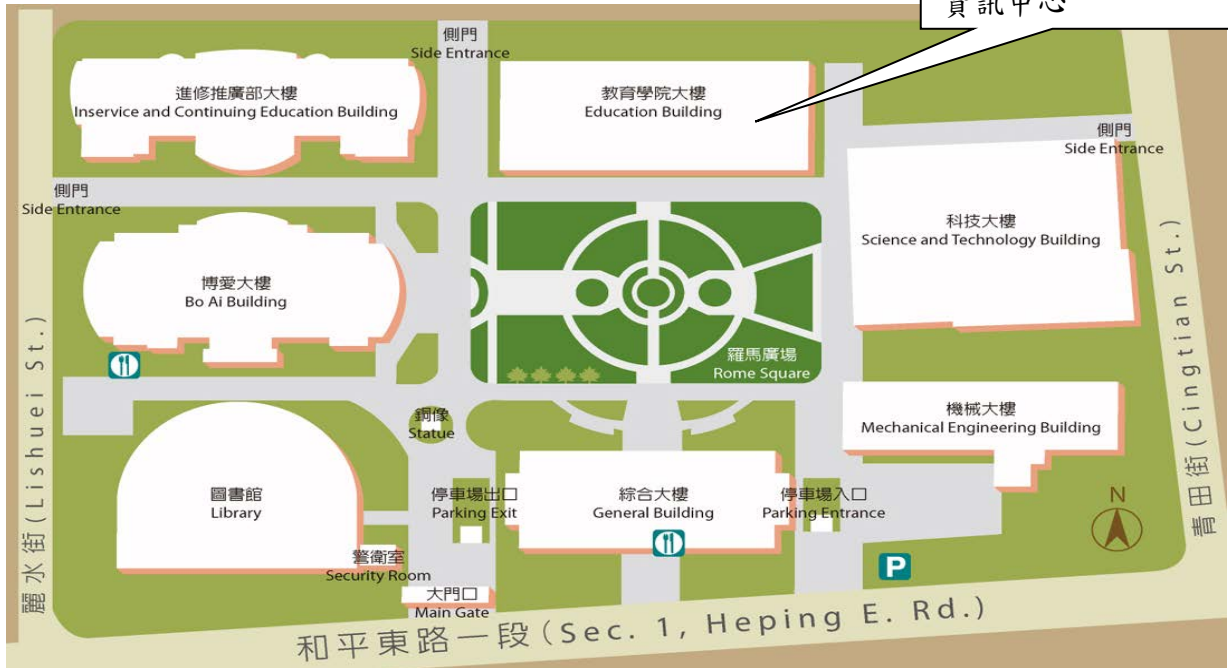 資訊中心
側門
Side Entrance
進修推廣部大樓
Inservice and Continuing Education Building
教育學院大樓
Education Building
側門
Side Entrance
側門
Side Entrance
科技大樓
Science and Technology Building
博愛大樓
Bo Ai Building
羅馬廣場
Rome Square
銅像
Statue
機械大樓
Mechanical Engineering Building
圖書館
Library
停車場出口
Parking Exit
綜合大樓
General Building
停車場入口
Parking Entrance
N
警衛室
Security Room
P
大門口
Main Gate
和平東路一段(Sec. 1, Heping E. Rd.)
麗水街(Lishuei St.)
青田街(Cingtian St.)